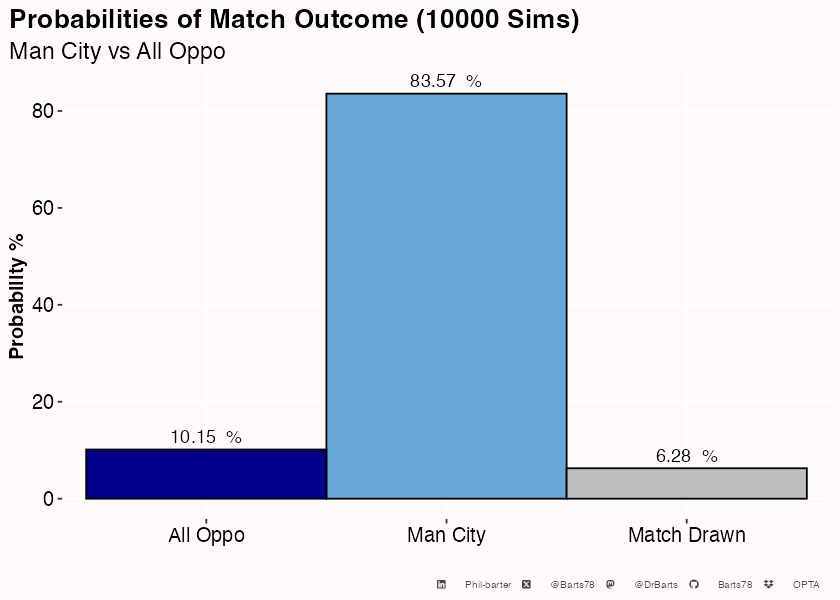 Probabilities of Match Outcome (10000 Sims)
Man City vs All Oppo
83.57 %
80
60
Probability %
40
20
10.15 %
6.28 %
0
All Oppo Man City Match Drawn
Phil-barter @Barts78 @DrBarts Barts78 OPTA